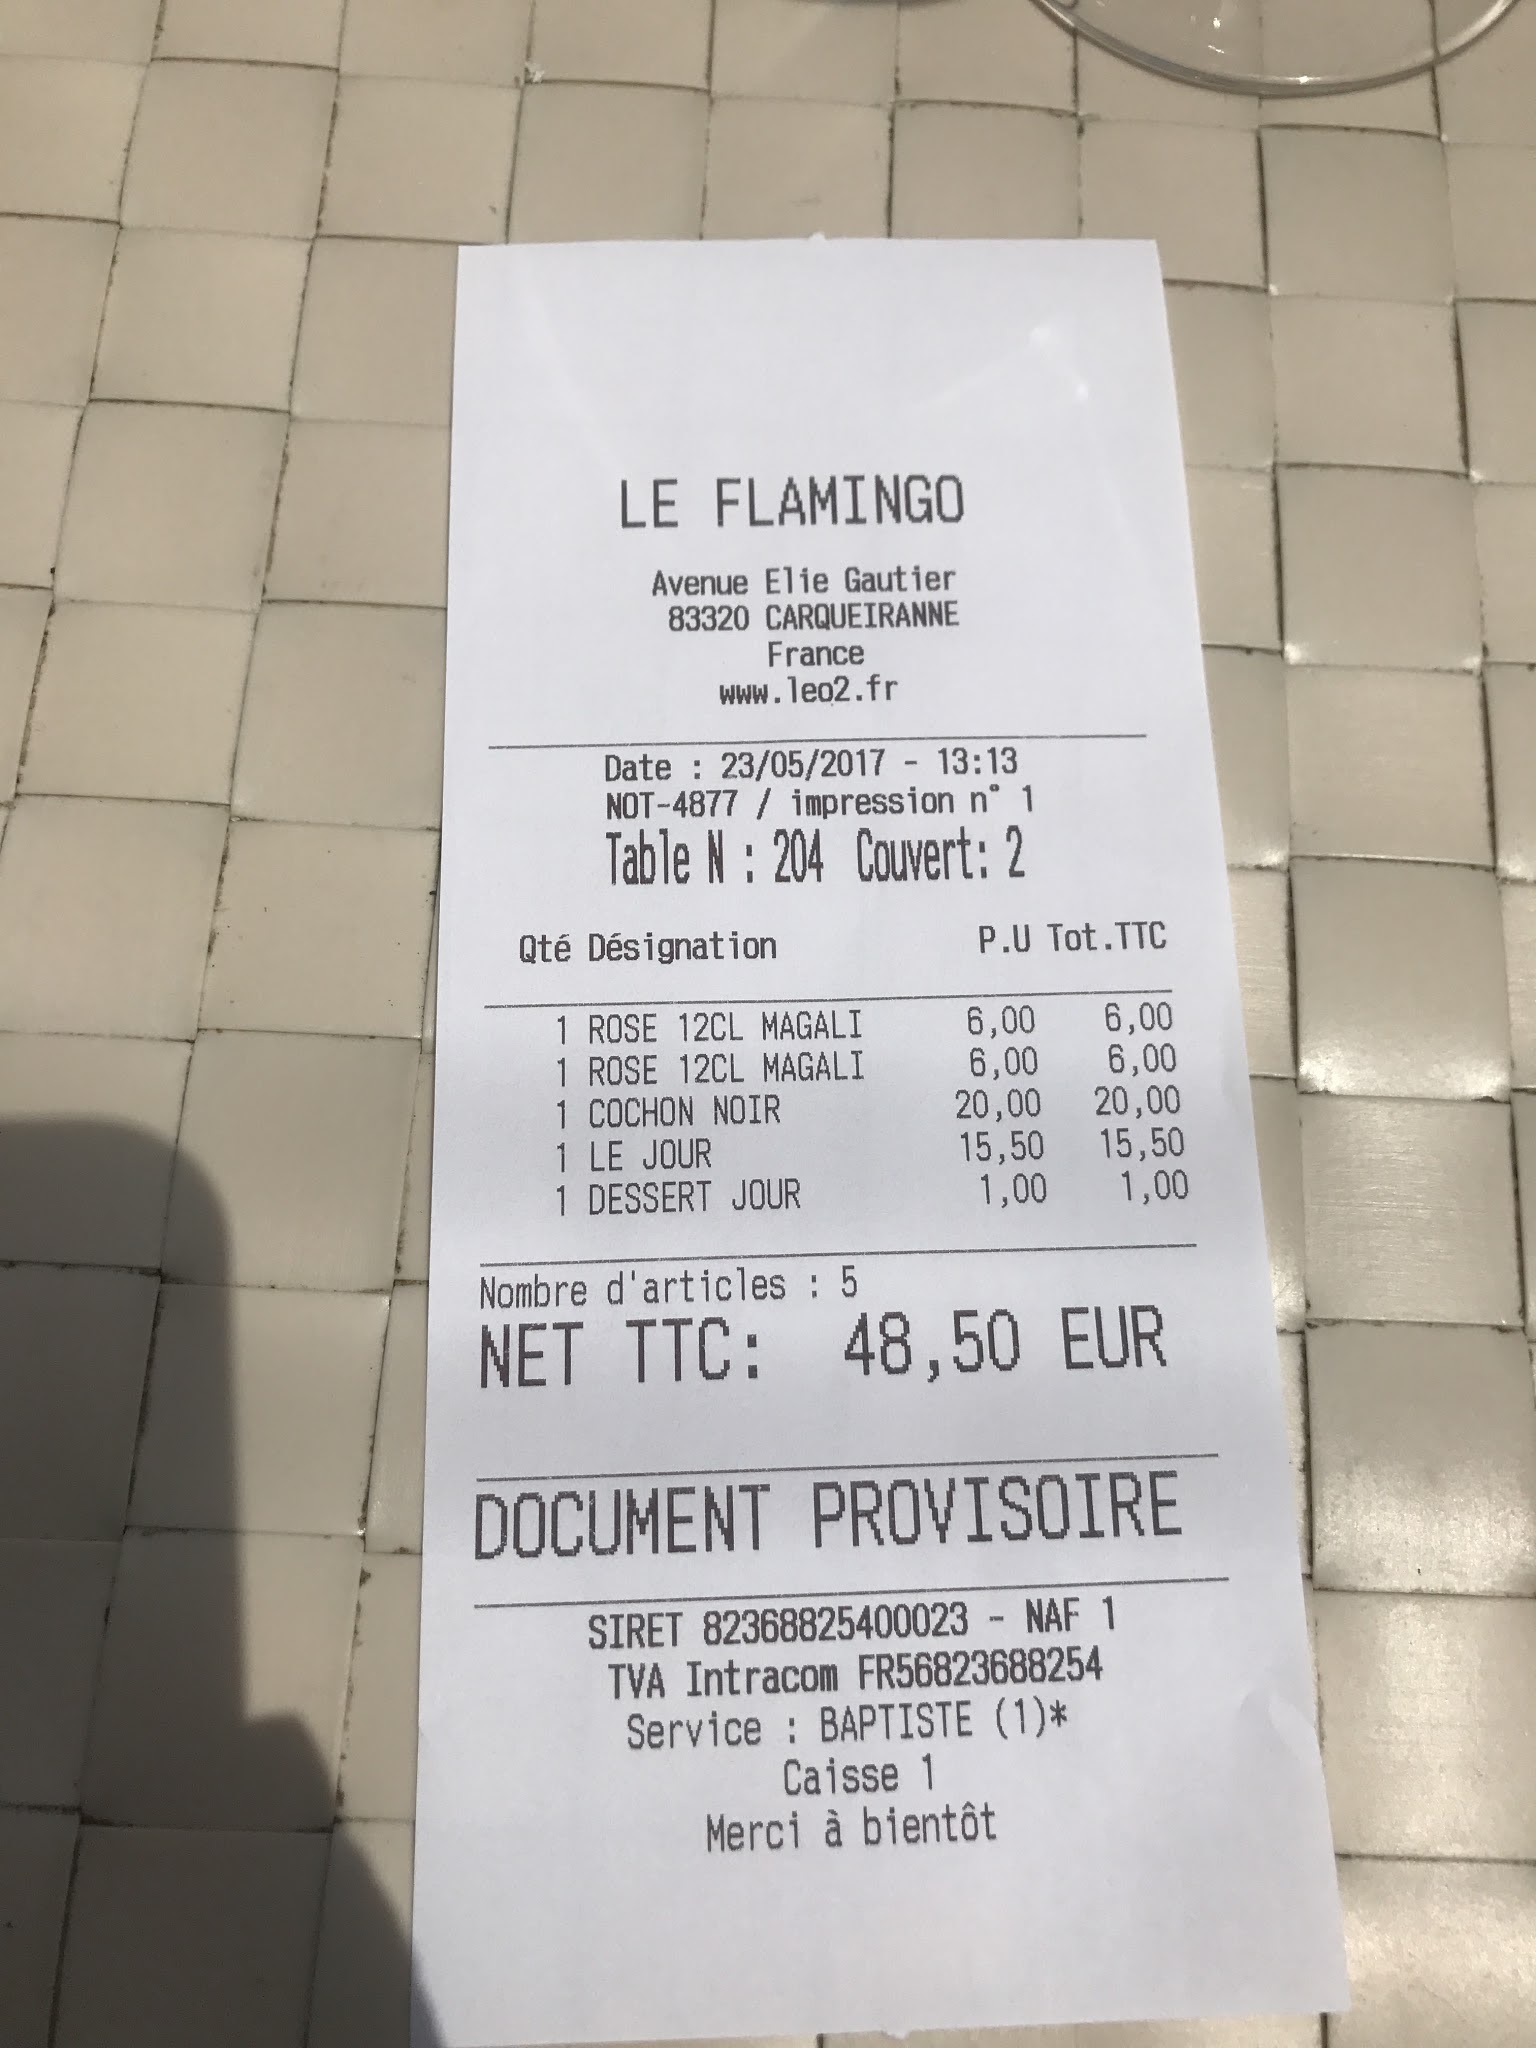 LE FLAMINGO
Avenue Elie Gautier
83320 CARQUEIRANNE
France
www.leo2.fr
Date : 23/05/2017 - 13:13
NOT-4877 / impression n° 1
Table N : 204 Couvert: 2
Qté Désignation P.U Tot.TTC
1 ROSE 12CL MAGALI 6,00 6,00
1 ROSE 12CL MAGALI 6,00 6,00
1 COCHON NOIR 20,00 20,00
1 LE JOUR 15,50 15,50
1 DESSERT JOUR 1,00 1,00
Nombre d'articles : 5
NET TTC: 48,50 EUR
DOCUMENT PROVISOIRE
SIRET 82368825400023 - NAF 1
TVA Intracom FR56823688254
Service : BAPTISTE (1)*
Caisse 1
Merci à bientôt